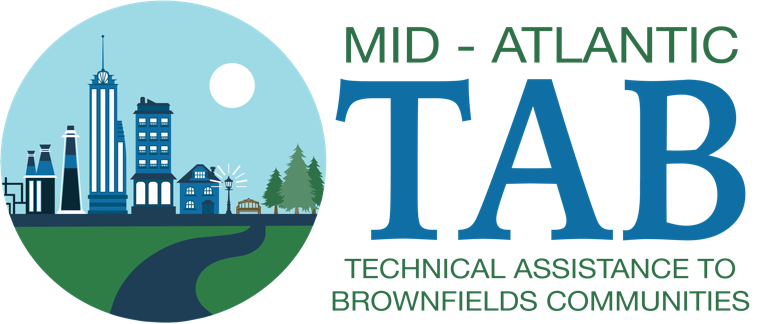 MID - ATLANTIC
TAB
TECHNICAL ASSISTANCE TO
BROWNFIELDS COMMUNITIES